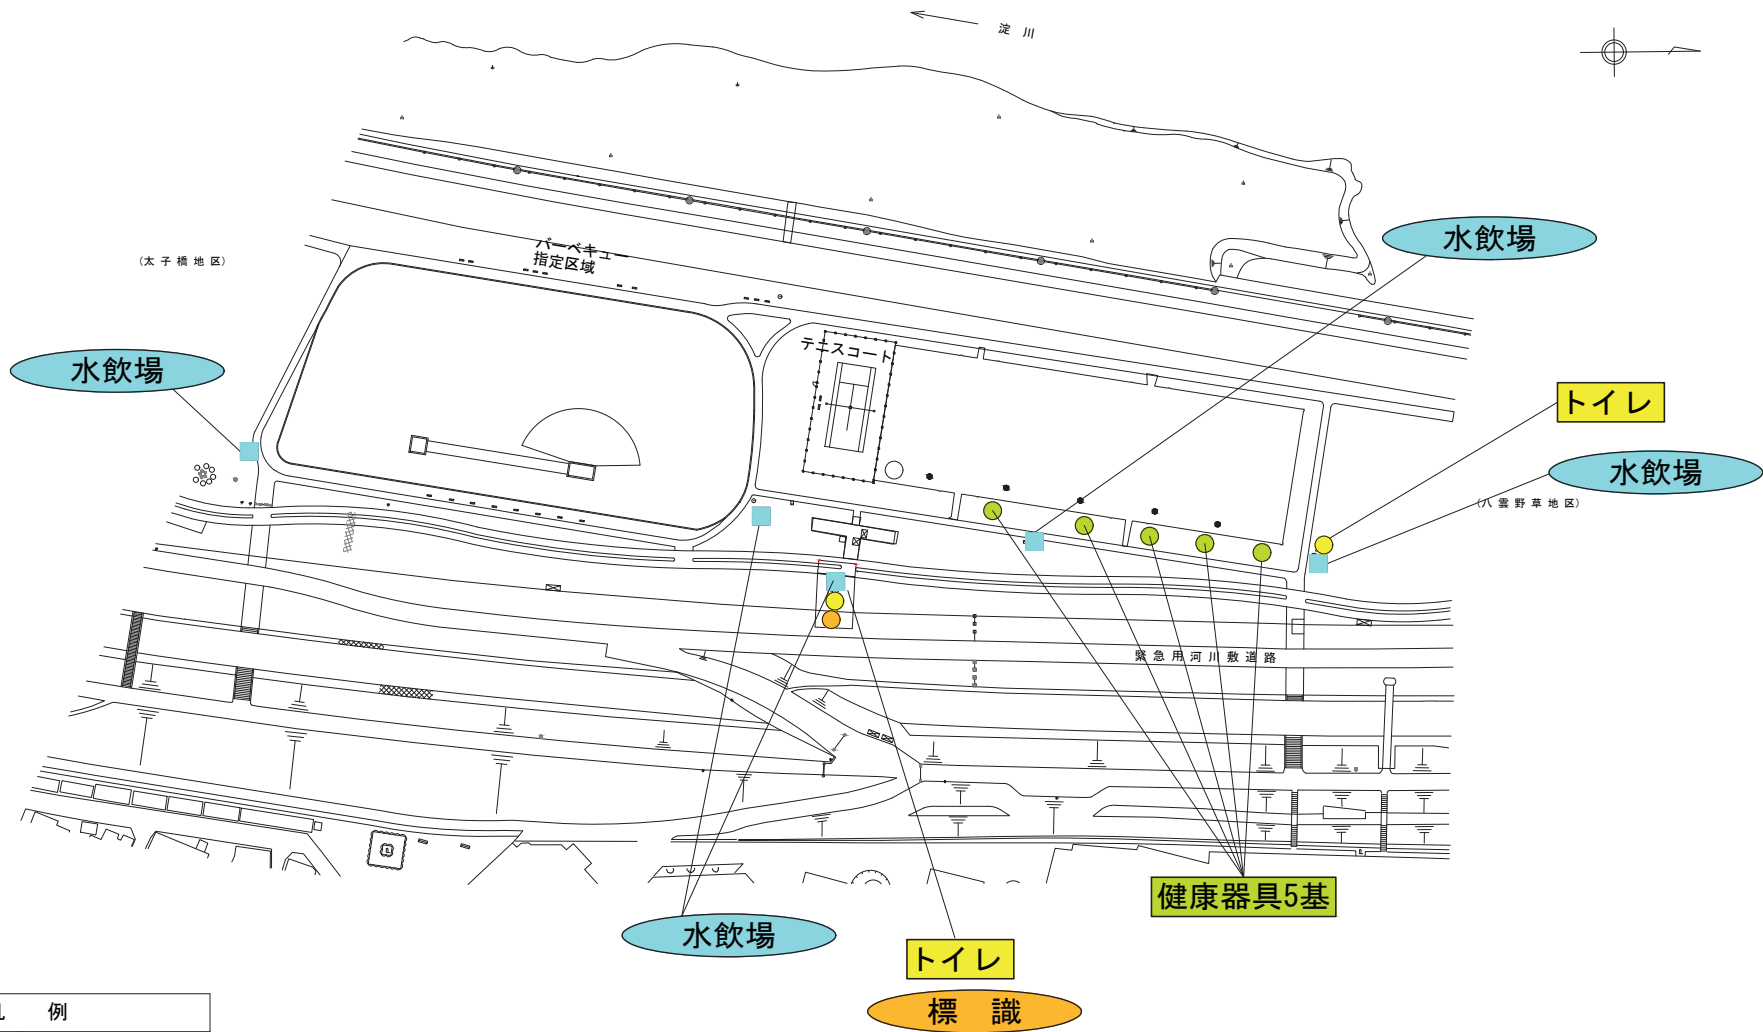 淀川
水飲場
バーベキュー
指定区域
(太子橋地区)
テニスコート
水飲場
トイレ
水飲場
(八雲野草地区)
緊急用河川敷道路
健康器具5基
水飲場
トイレ
標 識
例